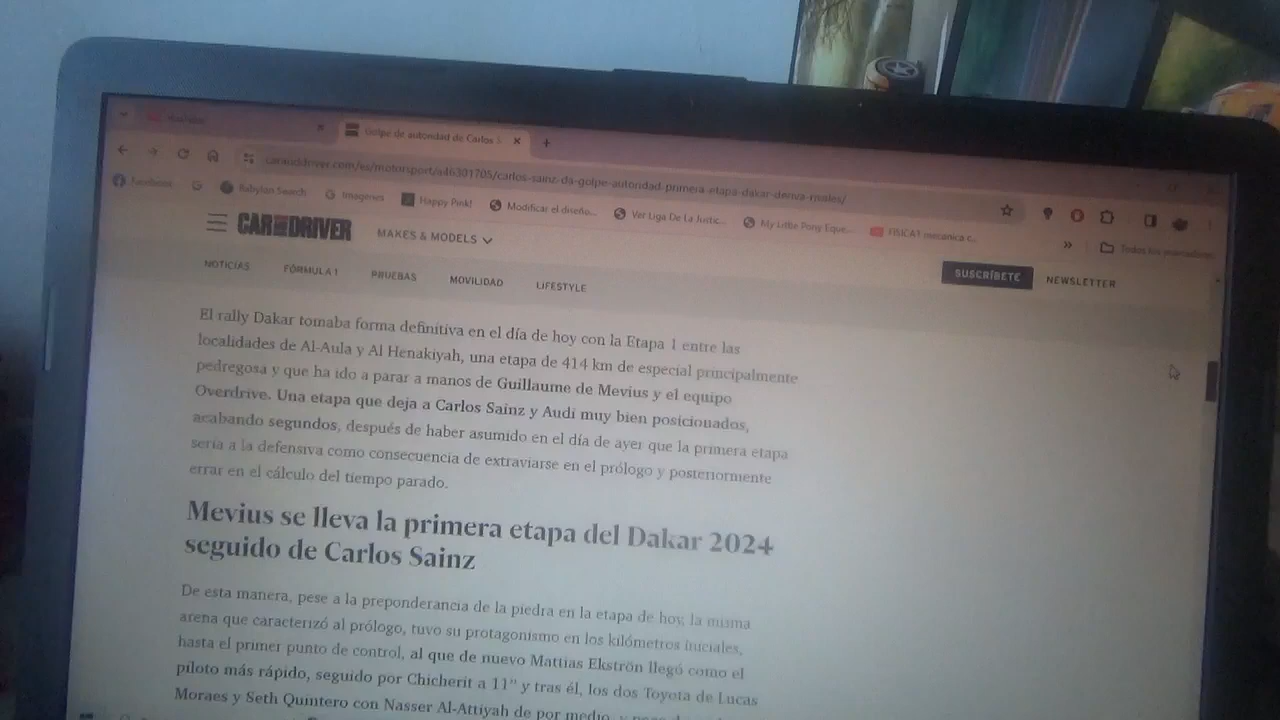 Golpe de autoridad de Carlos
caranddriver.com/es/motorsport/a46301705/carlos-sainz-da-golpe-autoridad-primera-etapa-dakar-deriva-rivales/
Facebook
Babylon Search
Imágenes
Happy Pink!
Modificar el diseño...
Ver Liga De La Justic...
My Little Pony Eque...
FISICA1 mecanica c...
»
Todos los marcadores
CAR AND DRIVER
MAKES & MODELS
NOTICIAS
FÓRMULA 1
PRUEBAS
MOVILIDAD
LIFESTYLE
SUSCRÍBETE
NEWSLETTER
El rally Dakar tomaba forma definitiva en el día de hoy con la Etapa 1 entre las
localidades de Al-Aula y Al Henakiyah, una etapa de 414 km de especial principalmente
pedregosa y que ha ido a parar a manos de Guillaume de Mevius y el equipo
Overdrive. Una etapa que deja a Carlos Sainz y Audi muy bien posicionados,
acabando segundos, después de haber asumido en el día de ayer que la primera etapa
sería a la defensiva como consecuencia de extraviarse en el prólogo y posteriormente
errar en el cálculo del tiempo parado.
Mevius se lleva la primera etapa del Dakar 2024
seguido de Carlos Sainz
De esta manera, pese a la preponderancia de la piedra en la etapa de hoy, la misma
arena que caracterizó al prólogo, tuvo su protagonismo en los kilómetros iniciales,
hasta el primer punto de control, al que de nuevo Mattias Ekströn llegó como el
piloto más rápido, seguido por Chicherit a 11" y tras él, los dos Toyota de Lucas
Moraes y Seth Quintero con Nasser Al-Attiyah de por medio, y